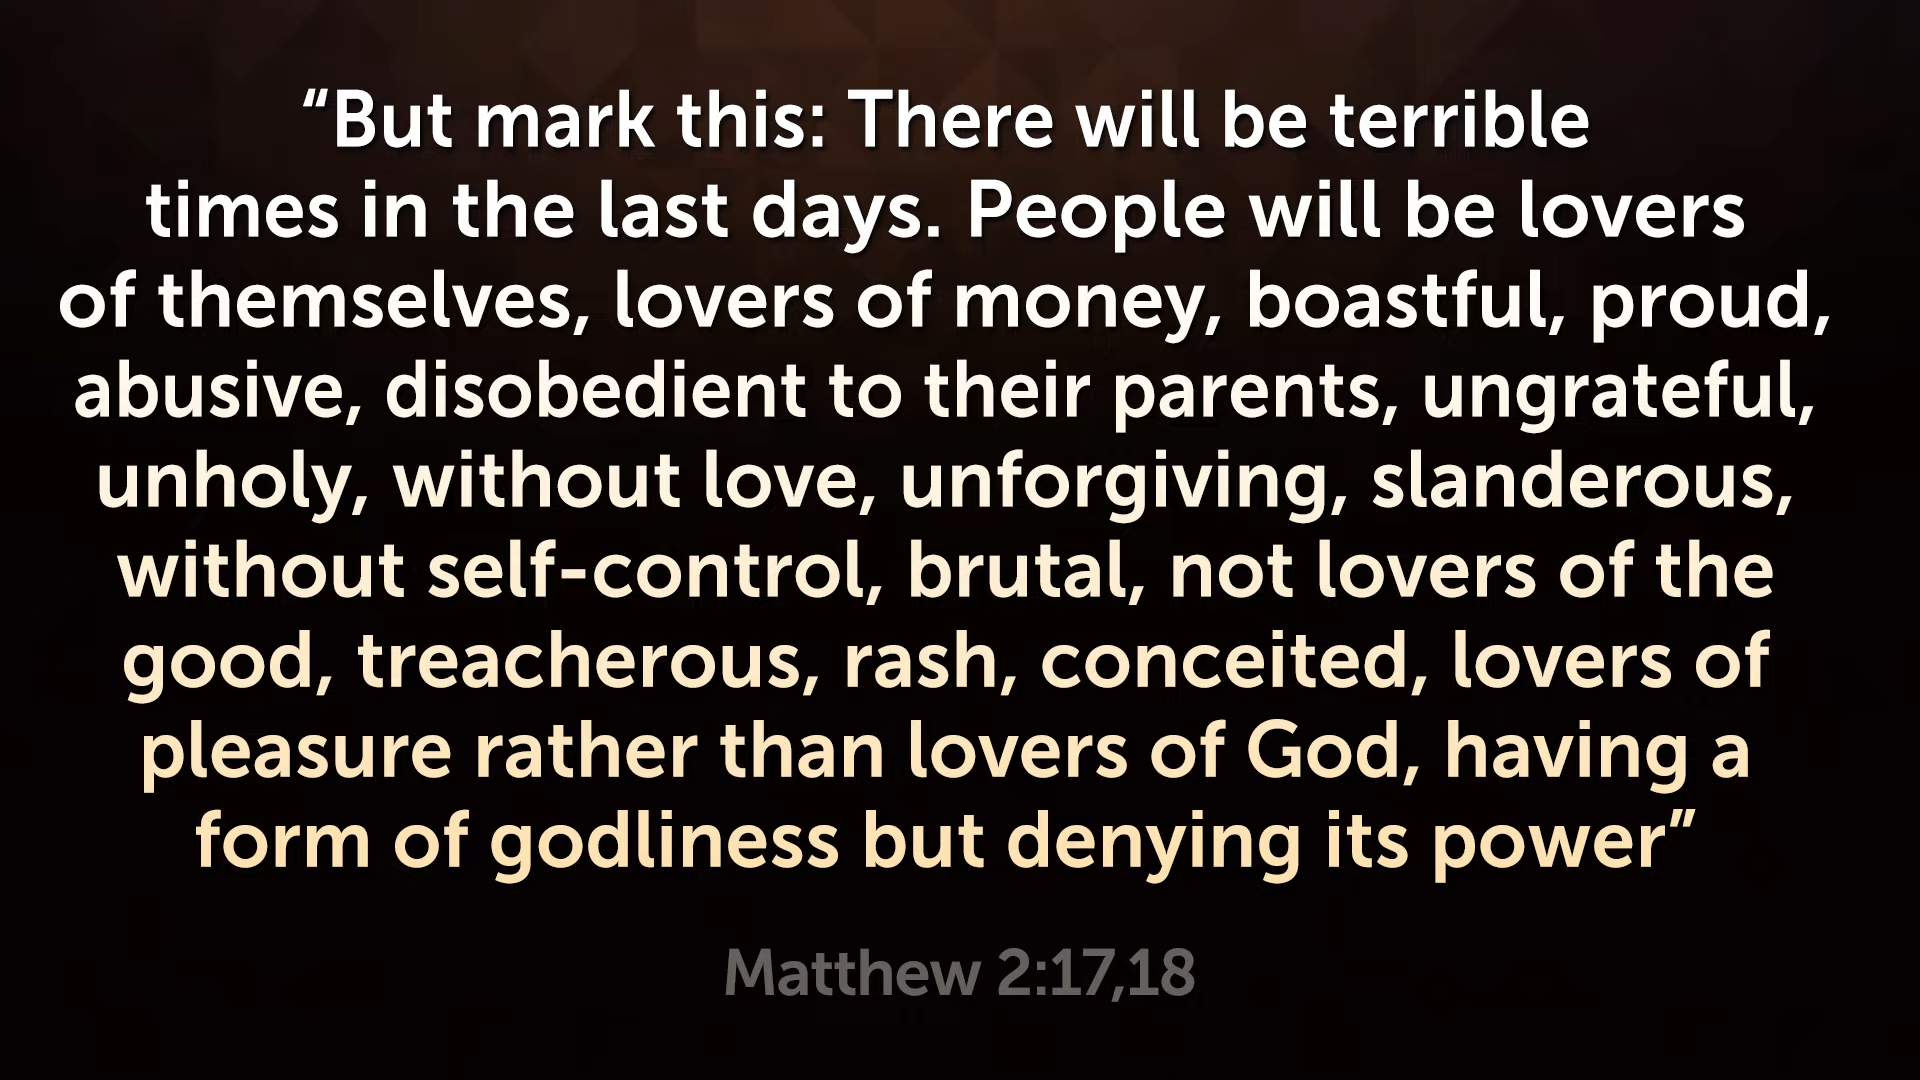 “But mark this: There will be terrible
times in the last days. People will be lovers
of themselves, lovers of money, boastful, proud,
abusive, disobedient to their parents, ungrateful,
unholy, without love, unforgiving, slanderous,
without self-control, brutal, not lovers of the
good, treacherous, rash, conceited, lovers of
pleasure rather than lovers of God, having a
form of godliness but denying its power”
Matthew 2:17,18